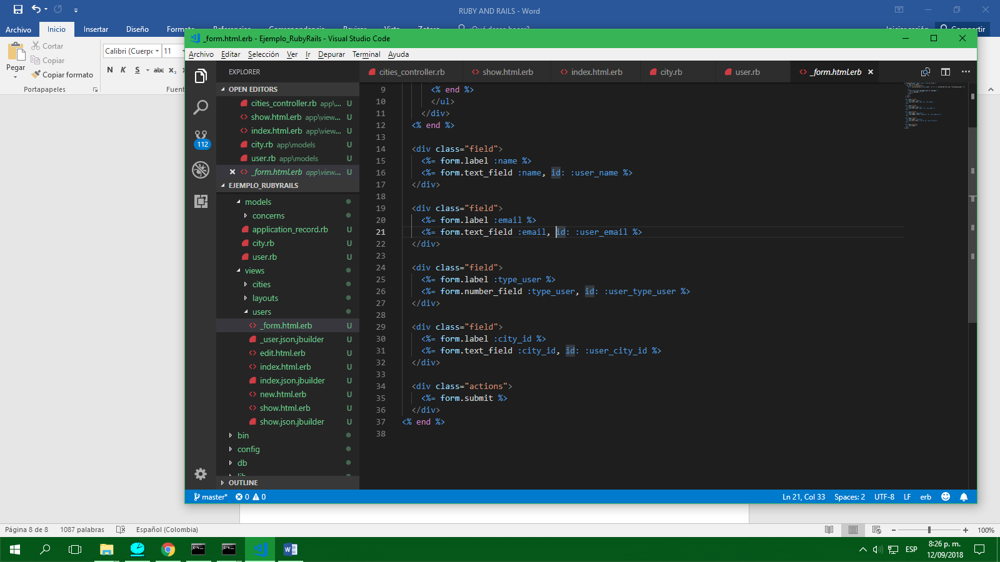 RUBY AND RAILS - Word
Archivo Inicio Insertar Diseño
Compartir
Cortar
Copiar
Copiar formato
Pegar
Portapapeles
Calibri (Cuerpo 11
N K S abc x₂
Fuent
_form.html.erb - Ejemplo_RubyRails - Visual Studio Code
Archivo Editar Selección Ver Ir Depurar Terminal Ayuda
EXPLORER
cities_controller.rb show.html.erb index.html.erb city.rb user.rb _form.html.erb
OPEN EDITORS
cities_controller.rb app\... U
show.html.erb app\view... U
index.html.erb app\view... U
city.rb app\models U
user.rb app\models U
_form.html.erb app\view... U
EJEMPLO_RUBYRAILS
models
concerns
application_record.rb U
city.rb U
user.rb U
views
cities
layouts
users
_form.html.erb U
_user.json.jbuilder U
edit.html.erb U
index.html.erb U
index.json.jbuilder U
new.html.erb U
show.html.erb U
show.json.jbuilder U
bin
config
db
OUTLINE
112
9 <% end %>
10 </ul>
11 </div>
12 <% end %>
13
14 <div class="field">
15 <%= form.label :name %>
16 <%= form.text_field :name, id: :user_name %>
17 </div>
18
19 <div class="field">
20 <%= form.label :email %>
21 <%= form.text_field :email, id: :user_email %>
22 </div>
23
24 <div class="field">
25 <%= form.label :type_user %>
26 <%= form.number_field :type_user, id: :user_type_user %>
27 </div>
28
29 <div class="field">
30 <%= form.label :city_id %>
31 <%= form.text_field :city_id, id: :user_city_id %>
32 </div>
33
34 <div class="actions">
35 <%= form.submit %>
36 </div>
37 <% end %>
38
master* 0 0 Ln 21, Col 33 Spaces: 2 UTF-8 LF erb
Página 8 de 8 1087 palabras Español (Colombia) 100%
ESP 8:26 p. m.
12/09/2018